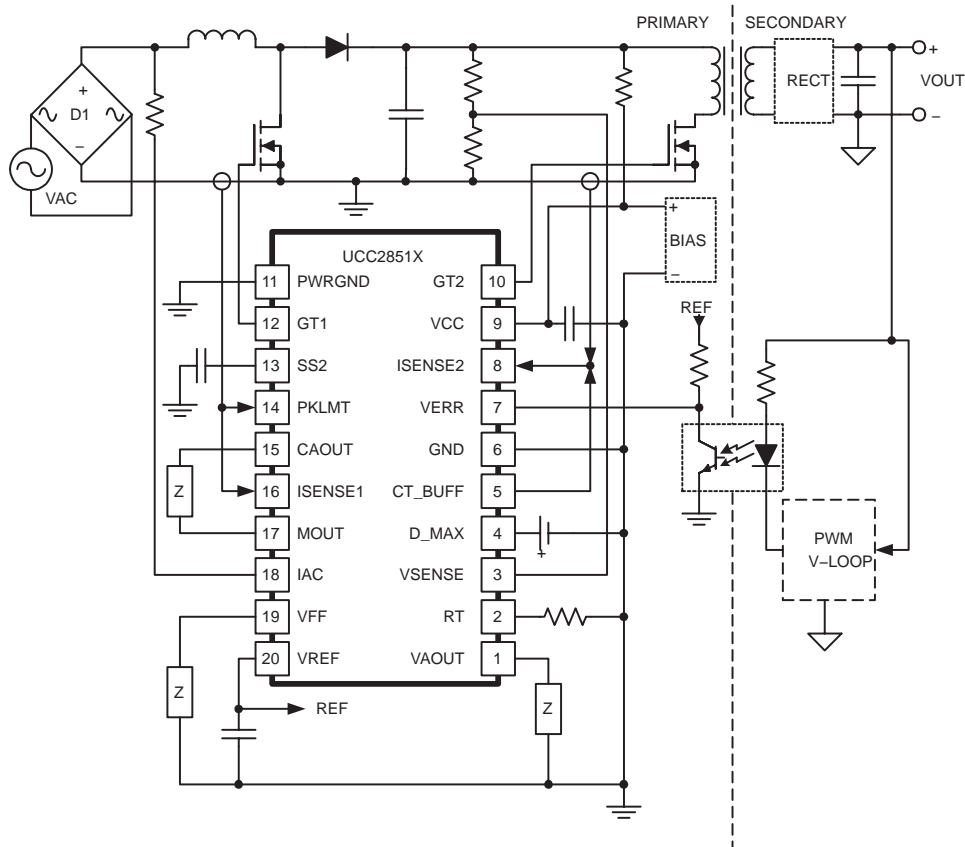 PRIMARY
SECONDARY
+
D1
−
VAC
RECT
+
VOUT
−
+
BIAS
−
UCC2851X
11 PWRGND
GT2 10
12 GT1
VCC 9
13 SS2
ISENSE2 8
14 PKLMT
VERR 7
15 CAOUT
GND 6
16 ISENSE1
CT_BUFF 5
17 MOUT
D_MAX 4
+
18 IAC
VSENSE 3
19 VFF
RT 2
20 VREF
VAOUT 1
Z
Z
Z
REF
REF
PWM
V−LOOP